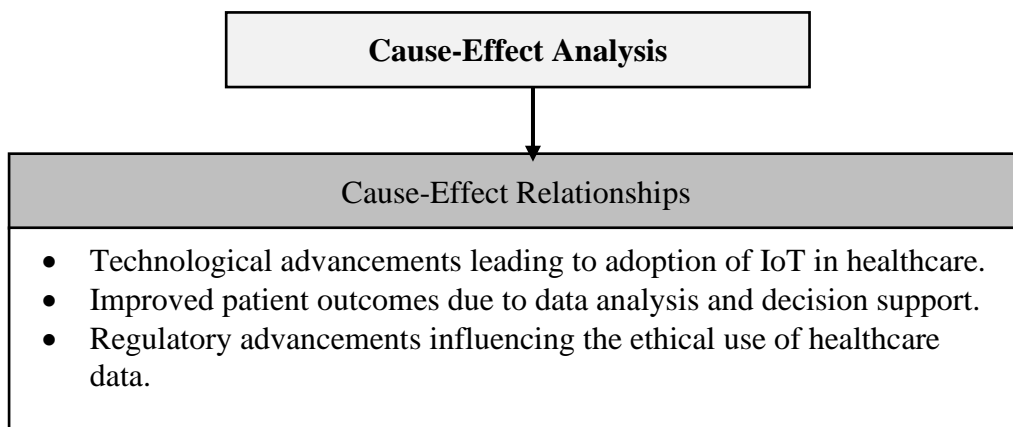 Cause-Effect Analysis
Cause-Effect Relationships
• Technological advancements leading to adoption of IoT in healthcare.
• Improved patient outcomes due to data analysis and decision support.
• Regulatory advancements influencing the ethical use of healthcare
data.